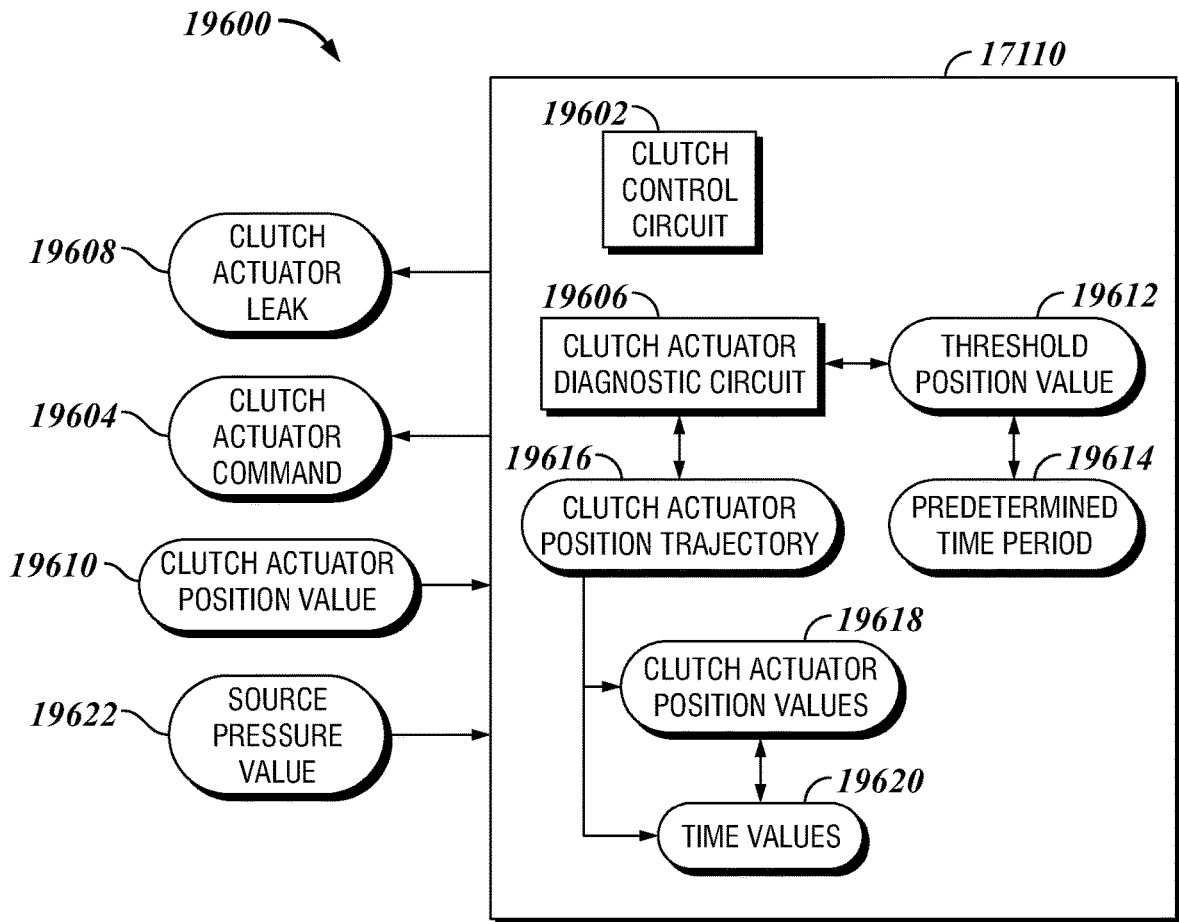 19600
17110
19602
CLUTCH
CONTROL
CIRCUIT
19608
CLUTCH
ACTUATOR
LEAK
19606
CLUTCH ACTUATOR
DIAGNOSTIC CIRCUIT
19612
THRESHOLD
POSITION VALUE
19604
CLUTCH
ACTUATOR
COMMAND
19616
CLUTCH ACTUATOR
POSITION TRAJECTORY
19614
PREDETERMINED
TIME PERIOD
19610
CLUTCH ACTUATOR
POSITION VALUE
19618
CLUTCH ACTUATOR
POSITION VALUES
19622
SOURCE
PRESSURE
VALUE
19620
TIME VALUES